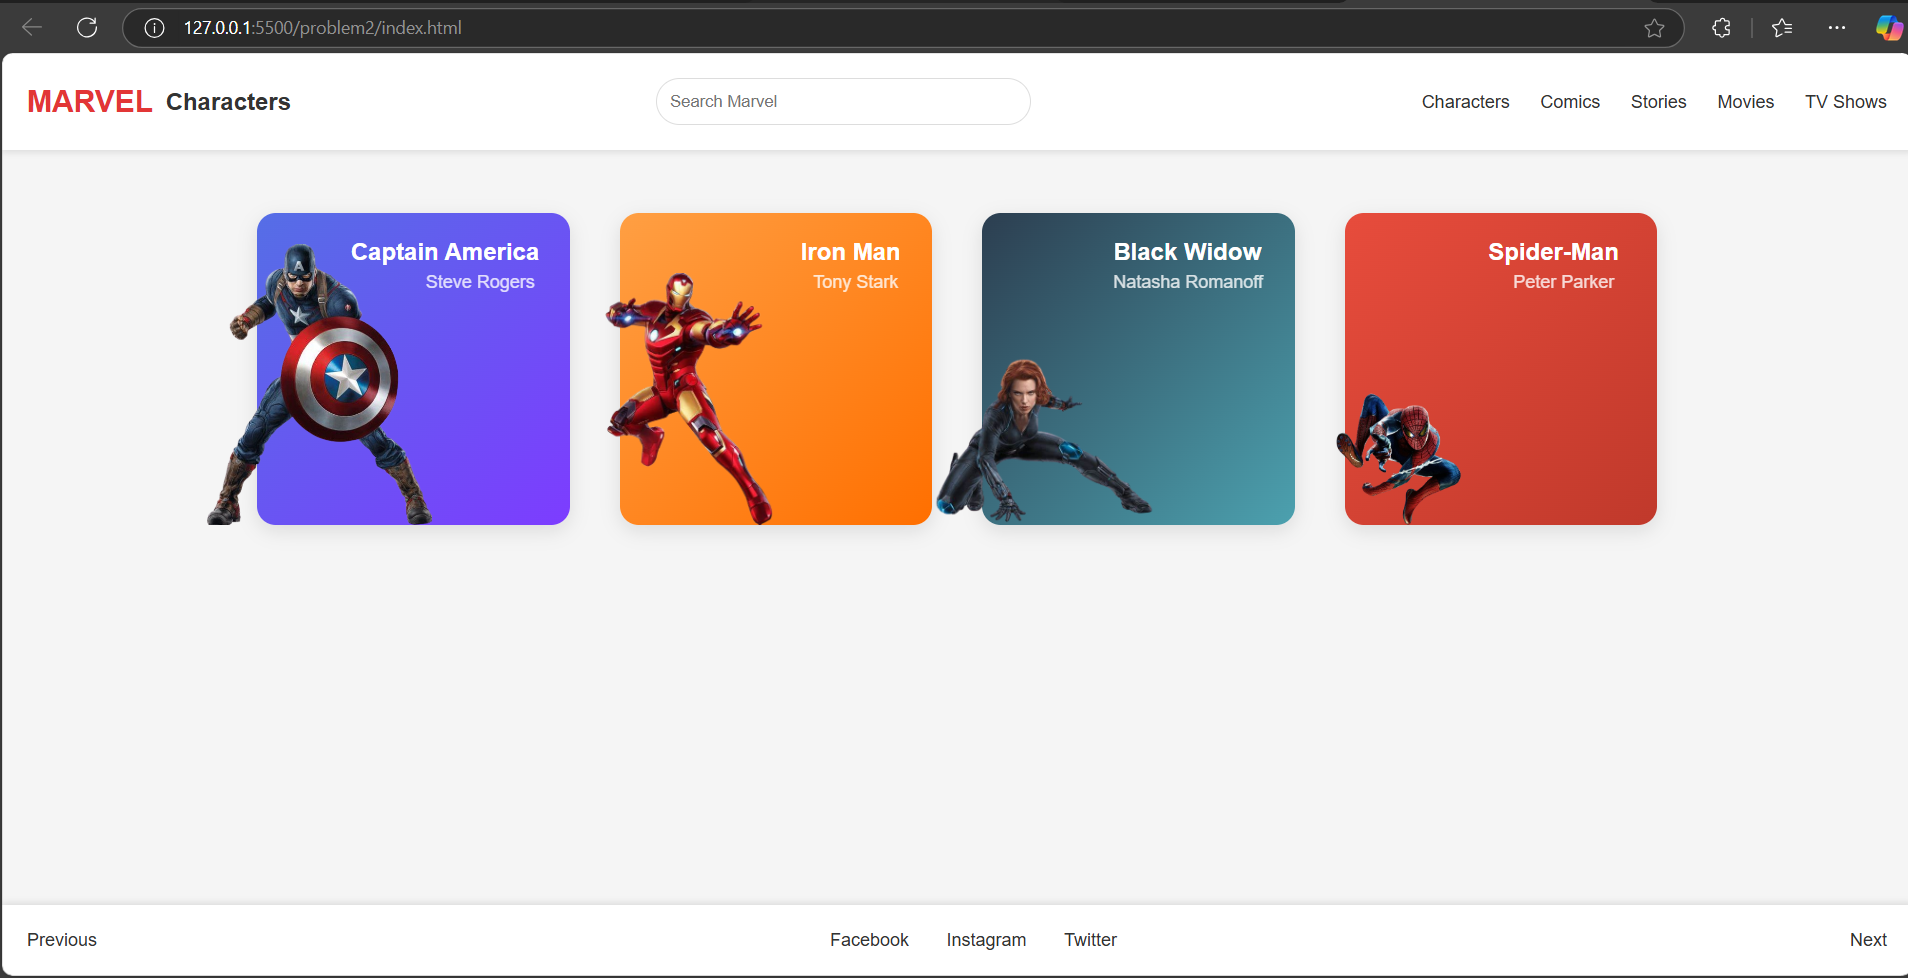 127.0.0.1:5500/problem2/index.html
MARVEL Characters
Search Marvel
Characters Comics Stories Movies TV Shows
Captain America
Steve Rogers
Iron Man
Tony Stark
Black Widow
Natasha Romanoff
Spider-Man
Peter Parker
A
Previous
Facebook Instagram Twitter
Next